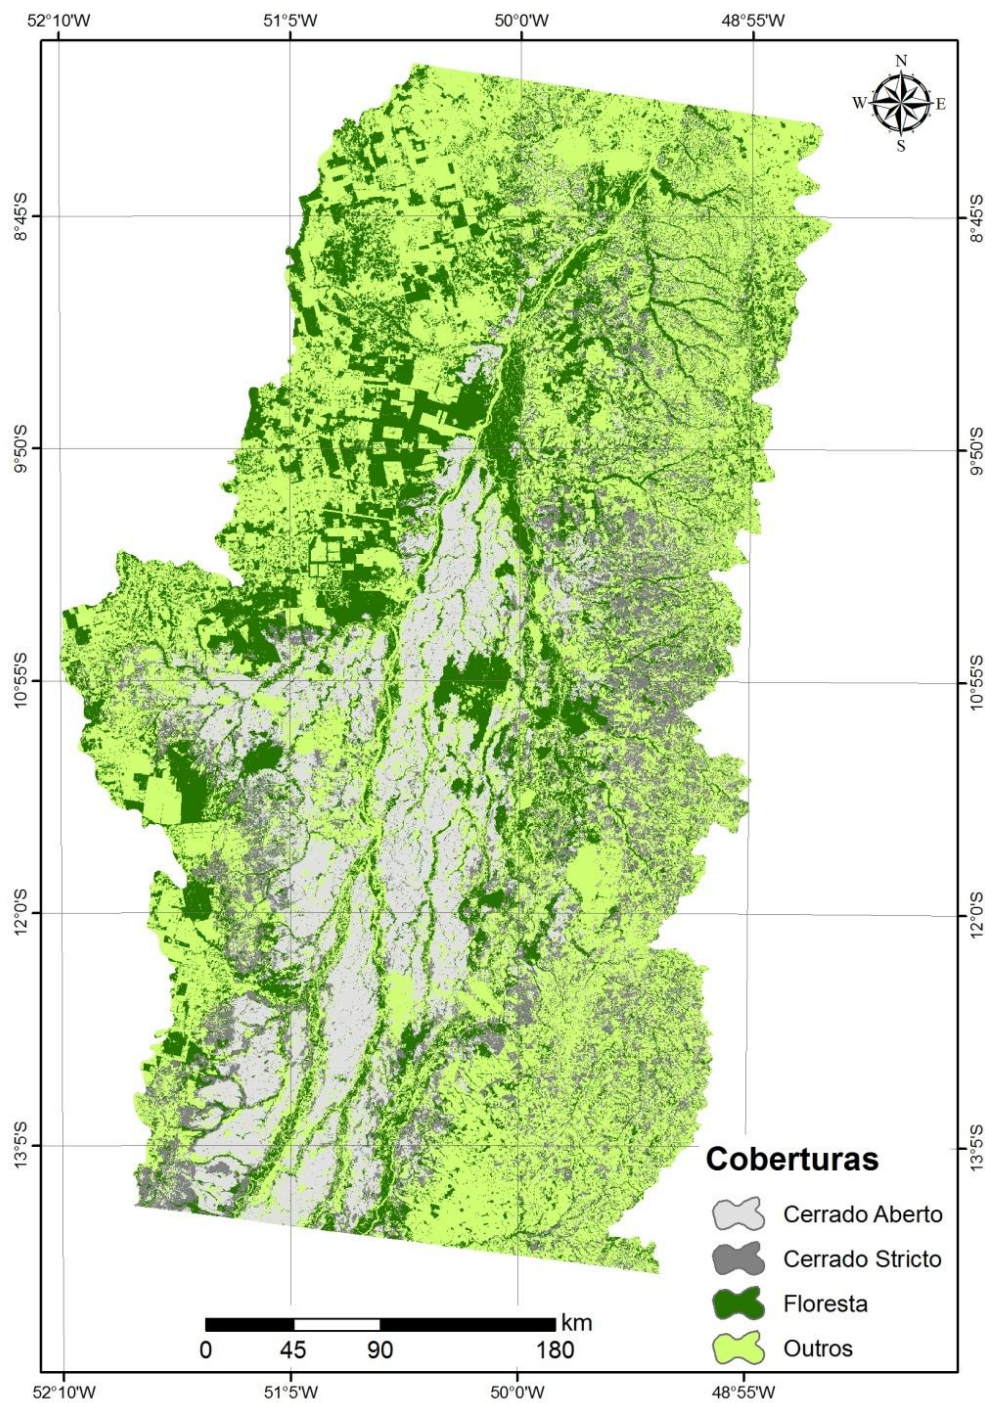 52°10'W 51°5'W 50°0'W 48°55'W
N
W E
S
8°45'S 8°45'S
9°50'S 9°50'S
10°55'S 10°55'S
12°0'S 12°0'S
13°5'S 13°5'S
Coberturas
Cerrado Aberto
Cerrado Stricto
Floresta
Outros
km
0 45 90 180
52°10'W 51°5'W 50°0'W 48°55'W